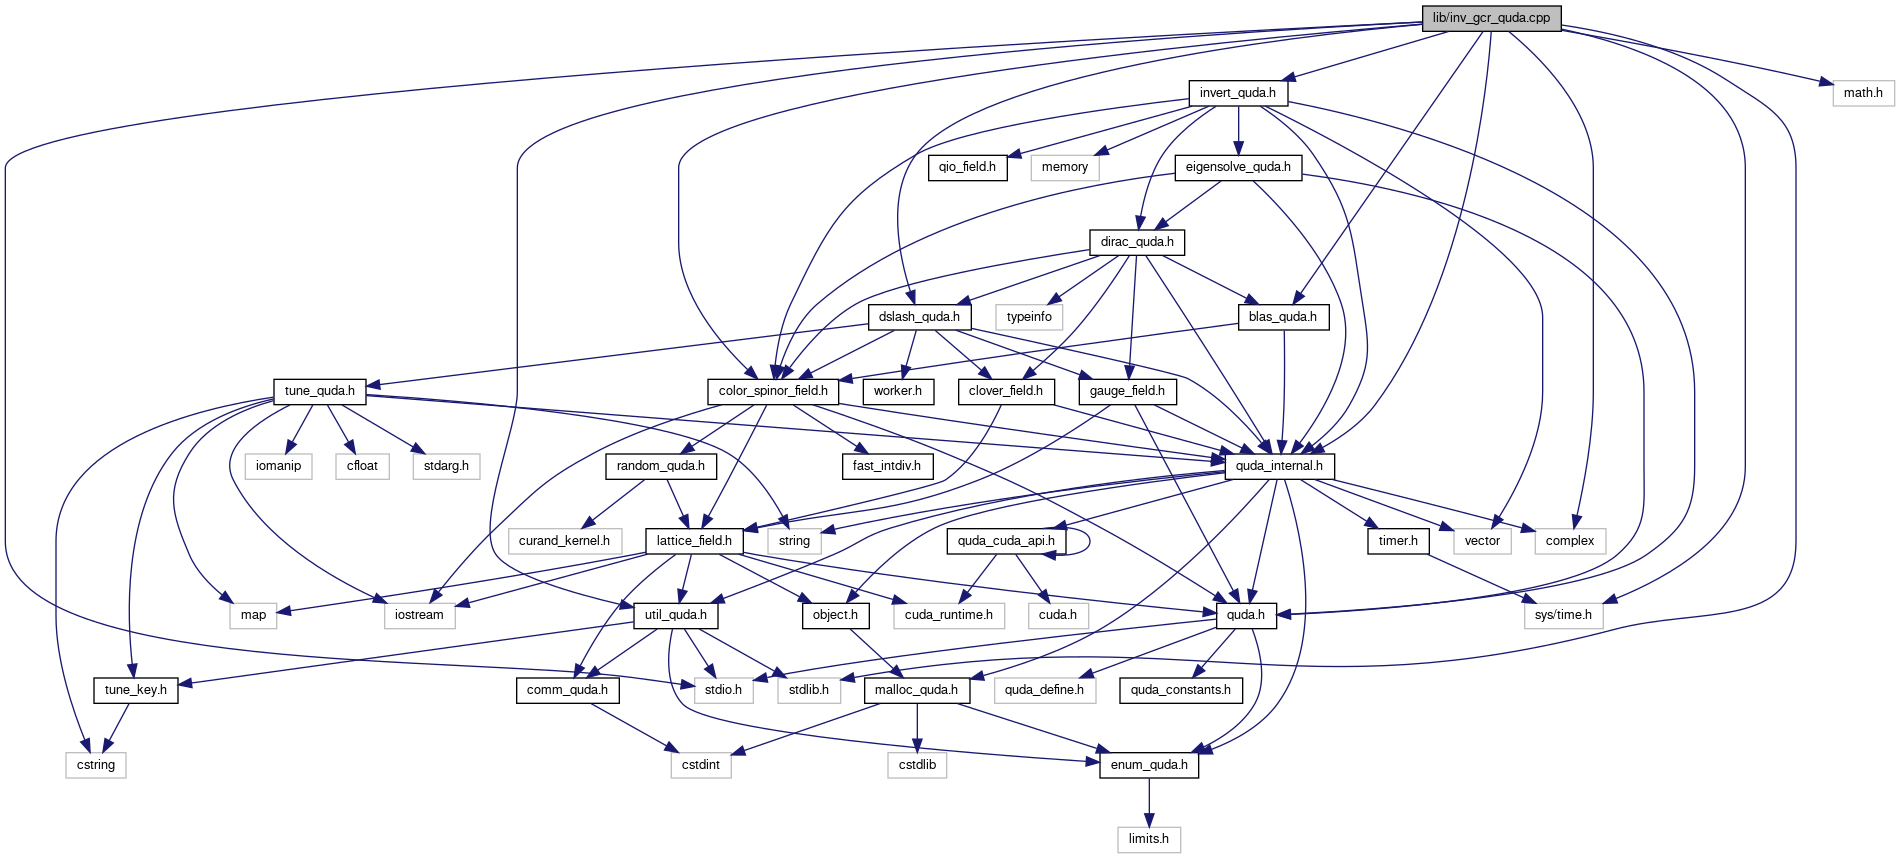 lib/inv_gcr_quda.cpp
invert_quda.h
math.h
qio_field.h
memory
eigensolve_quda.h
dirac_quda.h
dslash_quda.h
typeinfo
blas_quda.h
tune_quda.h
color_spinor_field.h
worker.h
clover_field.h
gauge_field.h
iomanip
cfloat
stdarg.h
random_quda.h
fast_intdiv.h
quda_internal.h
curand_kernel.h
lattice_field.h
string
quda_cuda_api.h
timer.h
vector
complex
map
iostream
util_quda.h
object.h
cuda_runtime.h
cuda.h
quda.h
sys/time.h
tune_key.h
comm_quda.h
stdio.h
stdlib.h
malloc_quda.h
quda_define.h
quda_constants.h
cstring
cstdint
cstdlib
enum_quda.h
limits.h